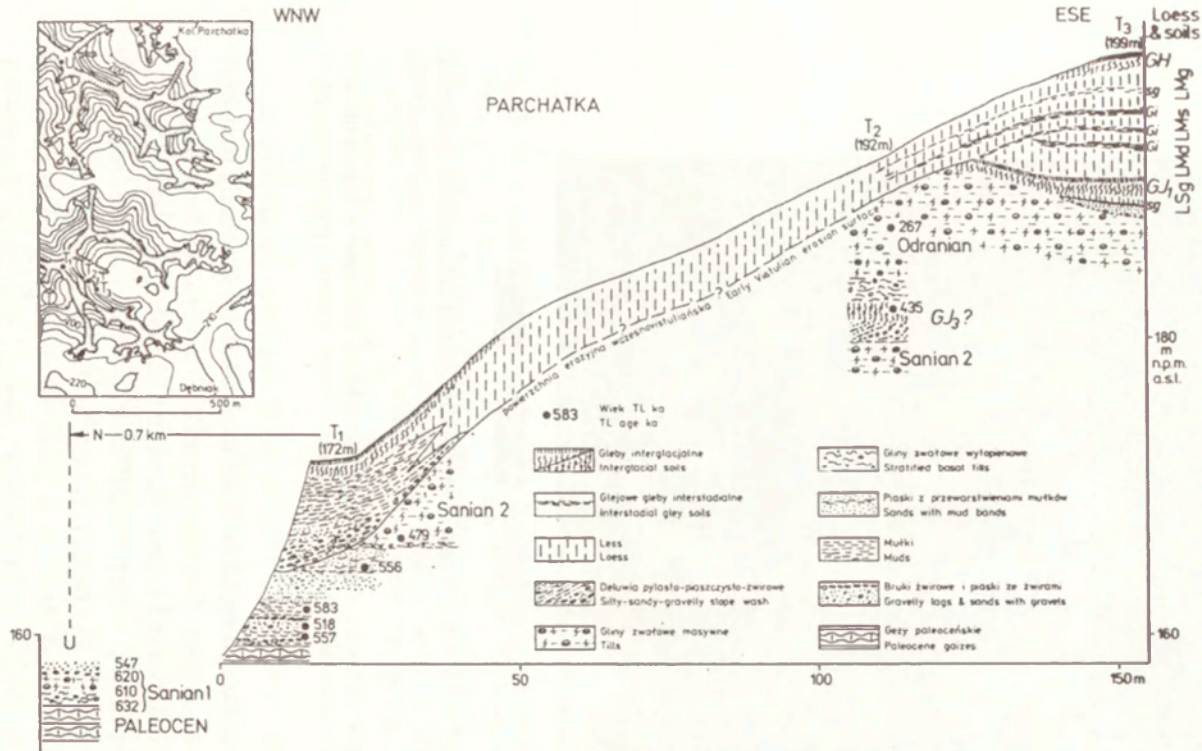 WNW
ESE
Loess
& soils
T3
(199m)
Kol. Parchatka
U
T
210
200
220
Dębniak
0 500 m
PARCHATKA
T2
(192m)
GH
sg
Gi
Gi
Gi
GJ1
sg
LMg
LMs
LMd
LSg
267
Odranian
435
GJ3?
Sanian 2
180
m
n.p.m.
a.s.l.
powierzchnia erozyjna wczesnovistuliańska ? Early Vistulian erosion surface
N — 0.7 km
T1
(172m)
Sanian 2
479
556
583
518
557
583 Wiek TL ka
TL age ka
Gleby interglacjalne
Interglacial soils
Glejowe gleby interstadialne
Interstadial gley soils
Less
Loess
Deluwia pylasto-piaszczysto-żwirowe
Silty-sandy-gravelly slope wash
Gliny zwałowe masywne
Tills
Gliny zwałowe wytopieniowe
Stratified basal tills
Piaski z przewarstwieniami mułków
Sands with mud bands
Mułki
Muds
Bruki żwirowe i piaski ze żwirami
Gravelly lags & sands with gravels
Gezy paleoceńskie
Paleocene gaizes
160
U
547
620
610
632
Sanian 1
PALEOCEN
160
0
50
100
150 m